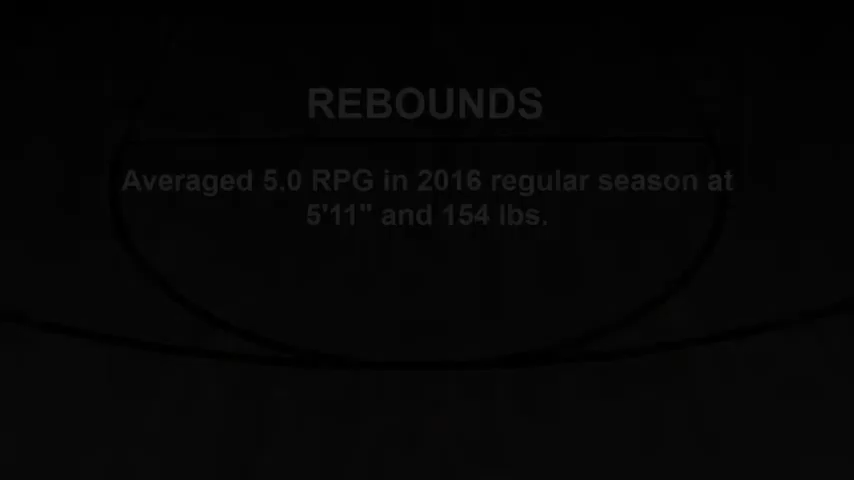 REBOUNDS
Averaged 5.0 RPG in 2016 regular season at
5'11" and 154 lbs.